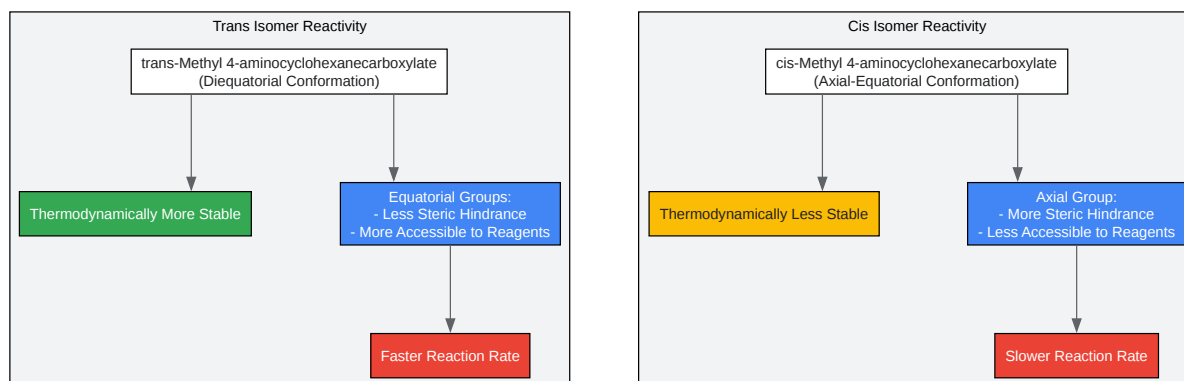 Trans Isomer Reactivity
trans-Methyl 4-aminocyclohexanecarboxylate
(Diequatorial Conformation)
Thermodynamically More Stable
Equatorial Groups:
- Less Steric Hindrance
- More Accessible to Reagents
Faster Reaction Rate
Cis Isomer Reactivity
cis-Methyl 4-aminocyclohexanecarboxylate
(Axial-Equatorial Conformation)
Thermodynamically Less Stable
Axial Group:
- More Steric Hindrance
- Less Accessible to Reagents
Slower Reaction Rate